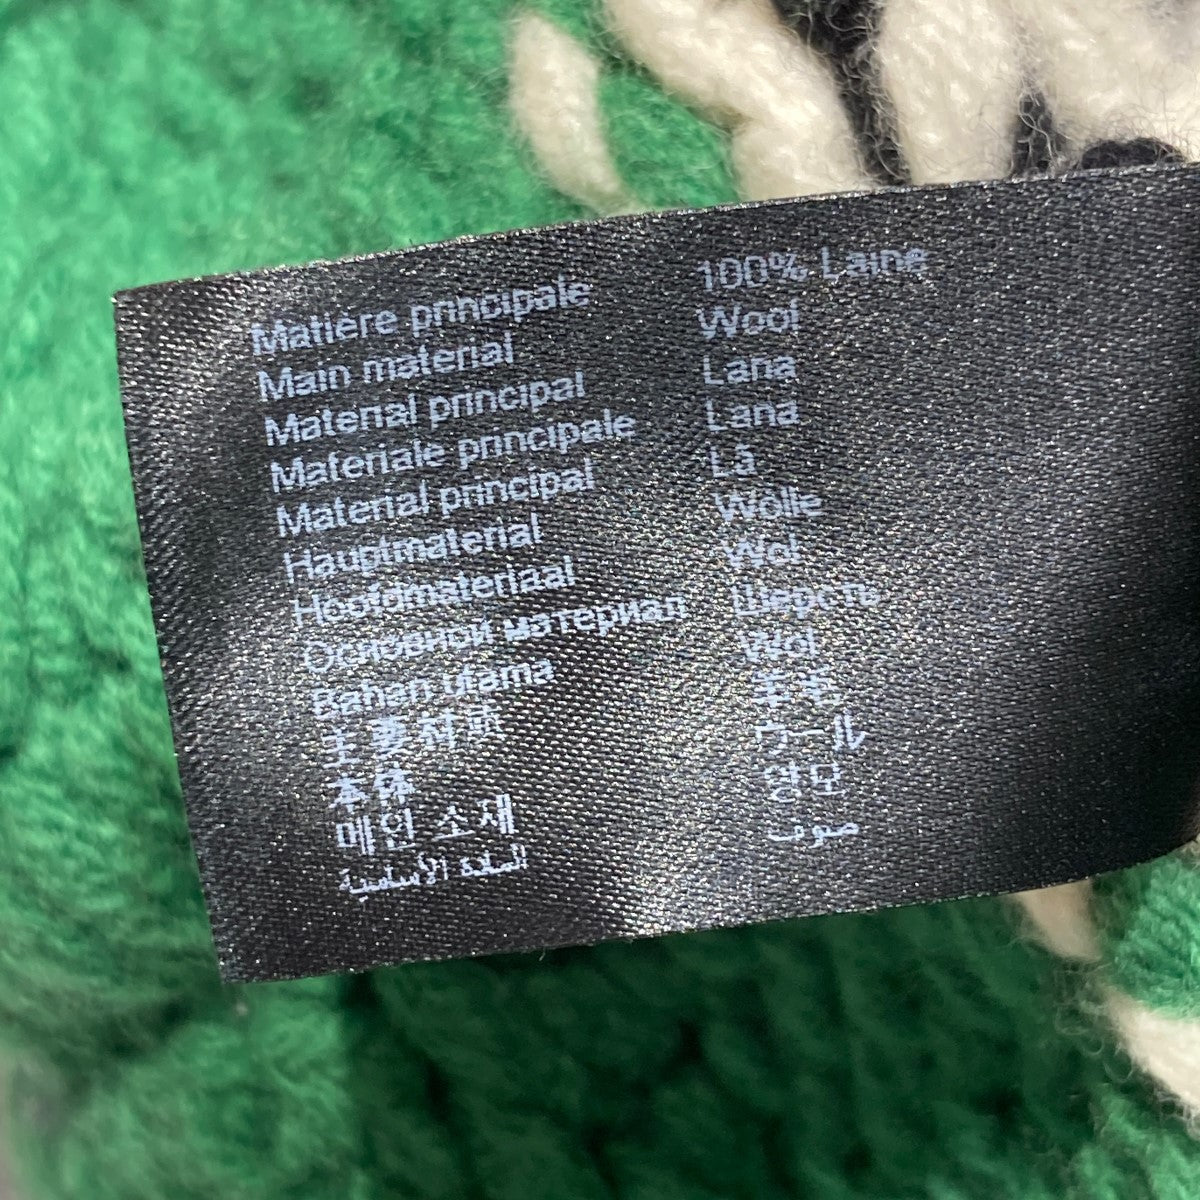 Matière principale 100% Laine
Main material Wool
Material principal Lana
Materiale principale Lana
Material principal Lã
Hauptmaterial Wolle
Hoofdmateriaal Wol
Основной материал Шерсть
Bahan utama Wol
主要材质 羊毛
本体 ウール
메인 소재 양모
المادة الأساسية صوف